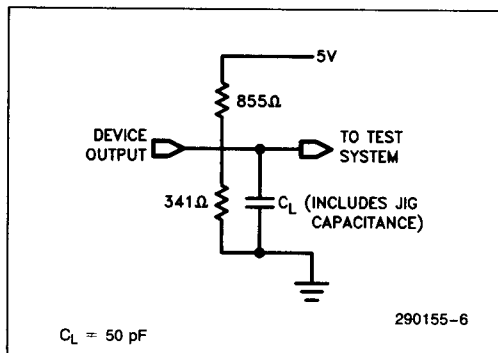 5V
855Ω
DEVICE
OUTPUT
TO TEST
SYSTEM
341Ω
CL (INCLUDES JIG
CAPACITANCE)
CL = 50 pF
290155-6